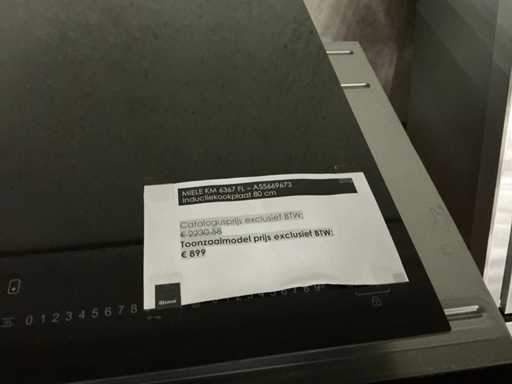 MIELE KM 6367 FL – A55669673
Inductiekookplaat 80 cm
Catalogusprijs exclusief BTW:
€ 2230.58
Toonzaalmodel prijs exclusief BTW:
€ 899
0 1 2 3 4 5 6 7 8